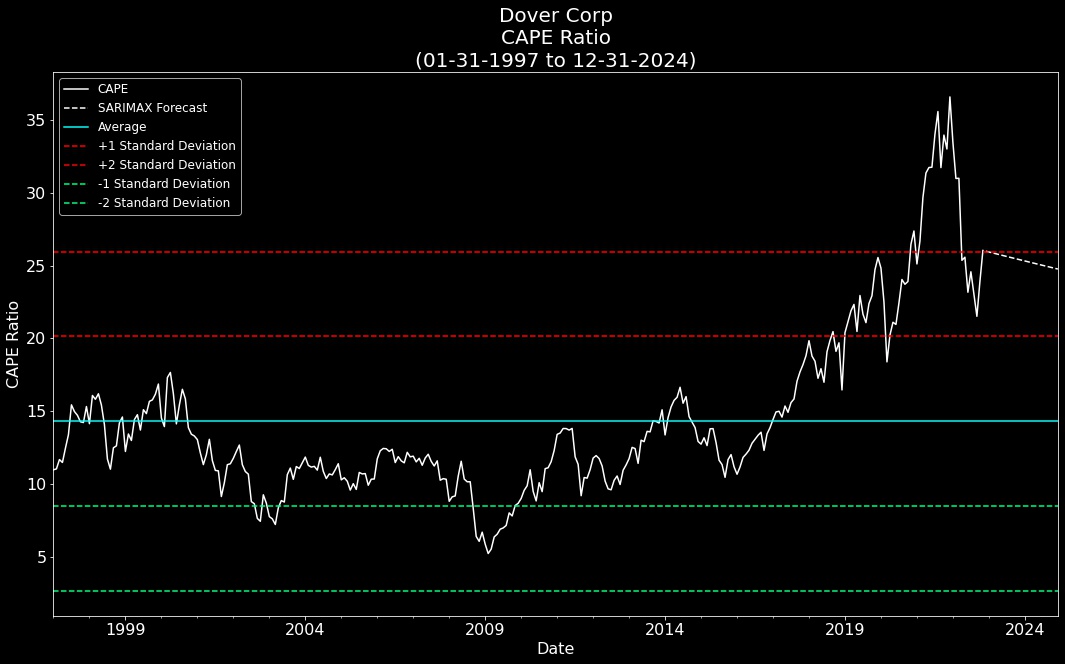 Dover Corp
CAPE Ratio
(01-31-1997 to 12-31-2024)
CAPE
SARIMAX Forecast
Average
+1 Standard Deviation
+2 Standard Deviation
-1 Standard Deviation
-2 Standard Deviation
35
30
25
20
15
10
5
CAPE Ratio
1999 2004 2009 2014 2019 2024
Date